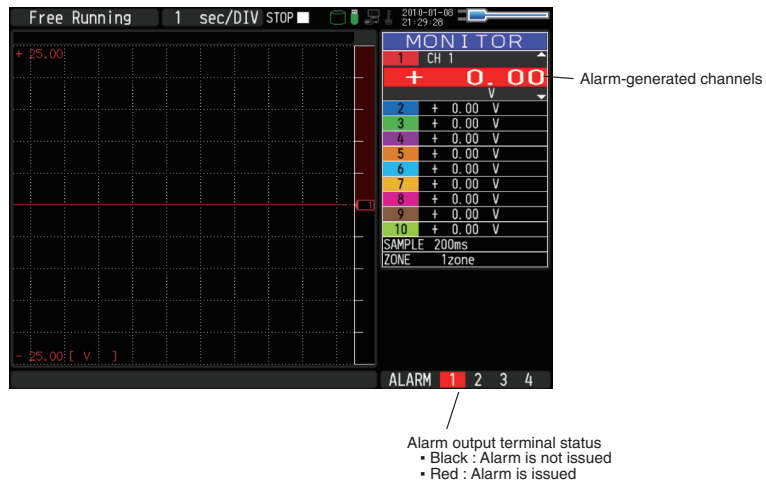 Free Running 1 sec/DIV STOP 2010-01-08
21:29:28
MONITOR
1 CH 1
+ 0.00
V
2 + 0.00 V
3 + 0.00 V
4 + 0.00 V
5 + 0.00 V
6 + 0.00 V
7 + 0.00 V
8 + 0.00 V
9 + 0.00 V
10 + 0.00 V
SAMPLE 200ms
ZONE 1zone
+ 25.00
1
- 25.00 [ V ]
ALARM 1 2 3 4
Alarm-generated channels
Alarm output terminal status
▪ Black : Alarm is not issued
▪ Red : Alarm is issued